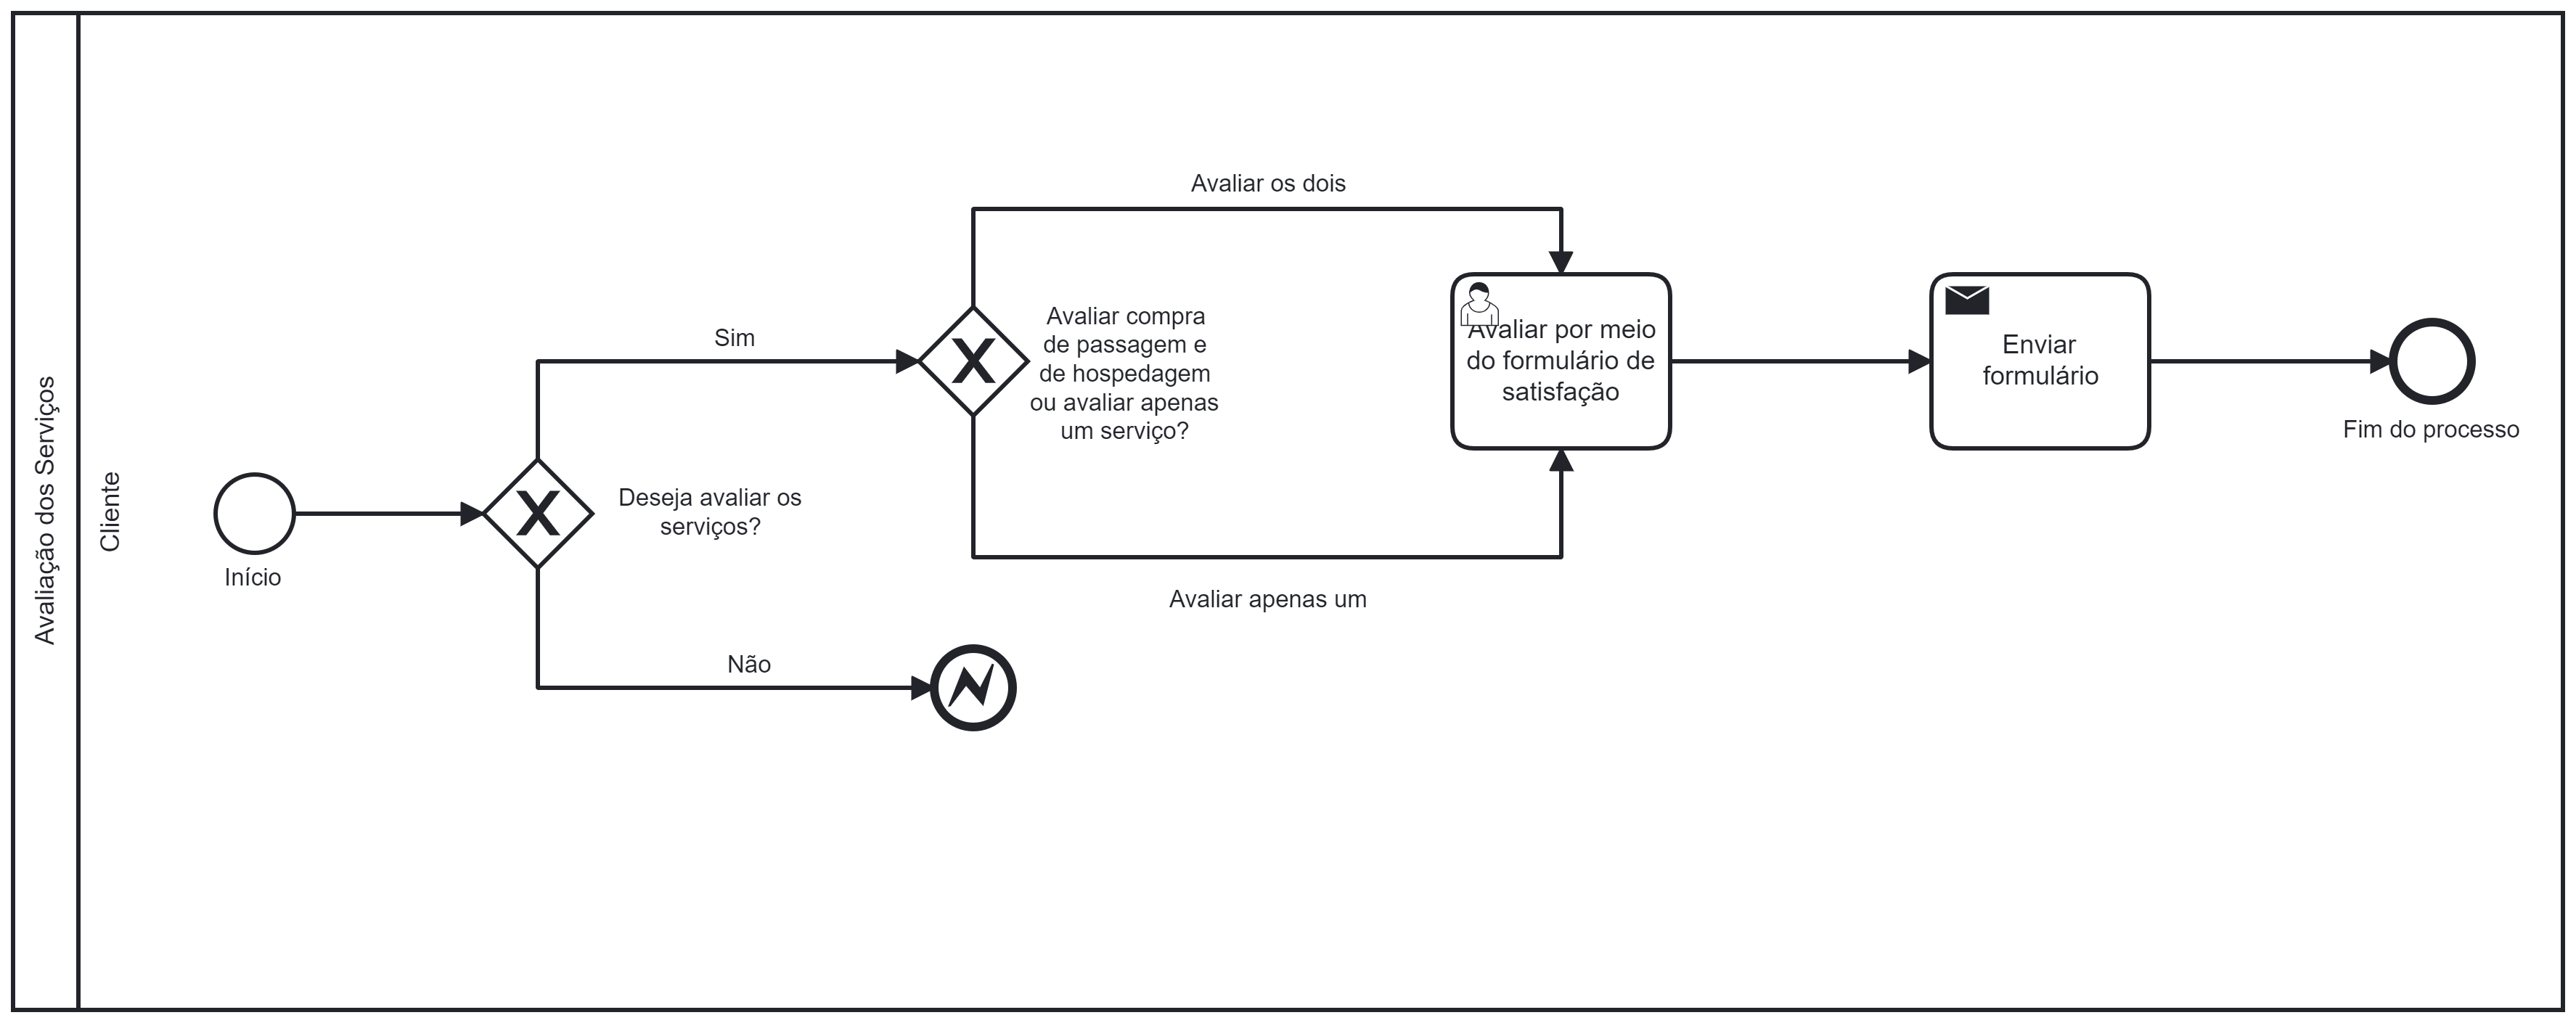 Avaliação dos Serviços
Cliente
Início
Deseja avaliar os
serviços?
Sim
Não
Avaliar compra
de passagem e
de hospedagem
ou avaliar apenas
um serviço?
Avaliar os dois
Avaliar apenas um
Avaliar por meio
do formulário de
satisfação
Enviar
formulário
Fim do processo